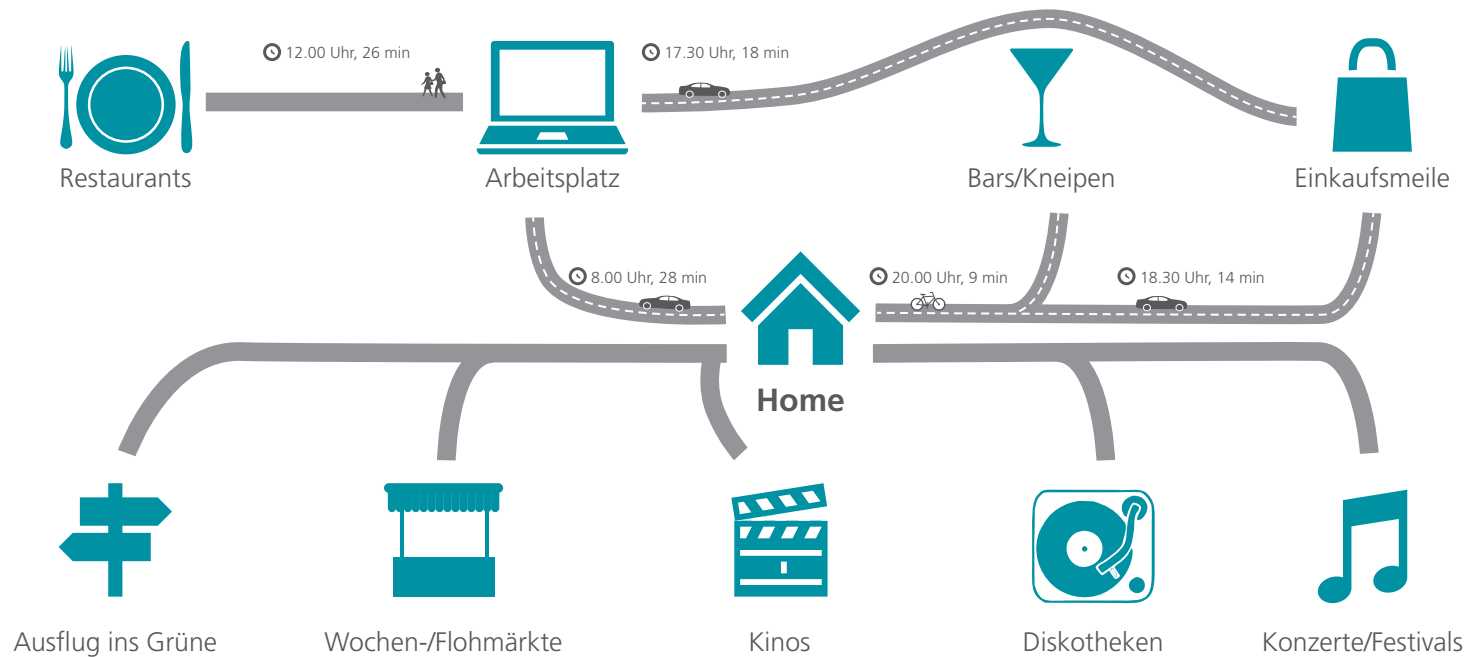 12.00 Uhr, 26 min
17.30 Uhr, 18 min
Restaurants
Arbeitsplatz
Bars/Kneipen
Einkaufsmeile
8.00 Uhr, 28 min
20.00 Uhr, 9 min
18.30 Uhr, 14 min
Home
Ausflug ins Grüne
Wochen-/Flohmärkte
Kinos
Diskotheken
Konzerte/Festivals